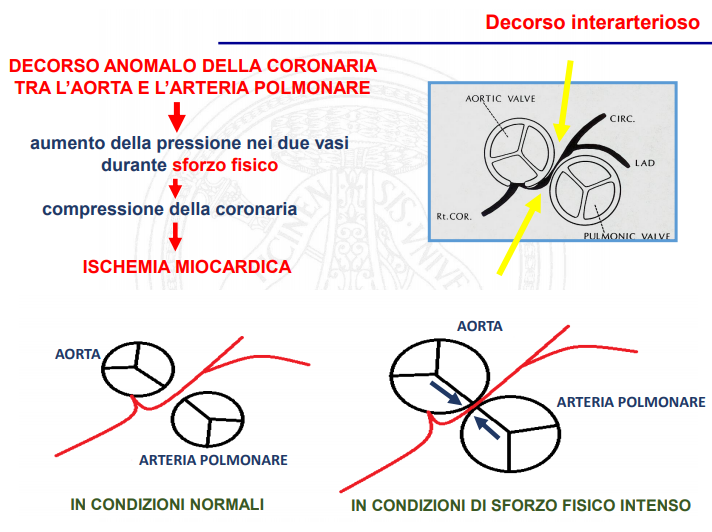 Decorso interarterioso
DECORSO ANOMALO DELLA CORONARIA
TRA L'AORTA E L'ARTERIA POLMONARE
aumento della pressione nei due vasi
durante sforzo fisico
compressione della coronaria
ISCHEMIA MIOCARDICA
AORTIC VALVE
CIRC.
LAD
Rt.COR.
PULMONIC VALVE
AORTA
ARTERIA POLMONARE
IN CONDIZIONI NORMALI
AORTA
ARTERIA POLMONARE
IN CONDIZIONI DI SFORZO FISICO INTENSO